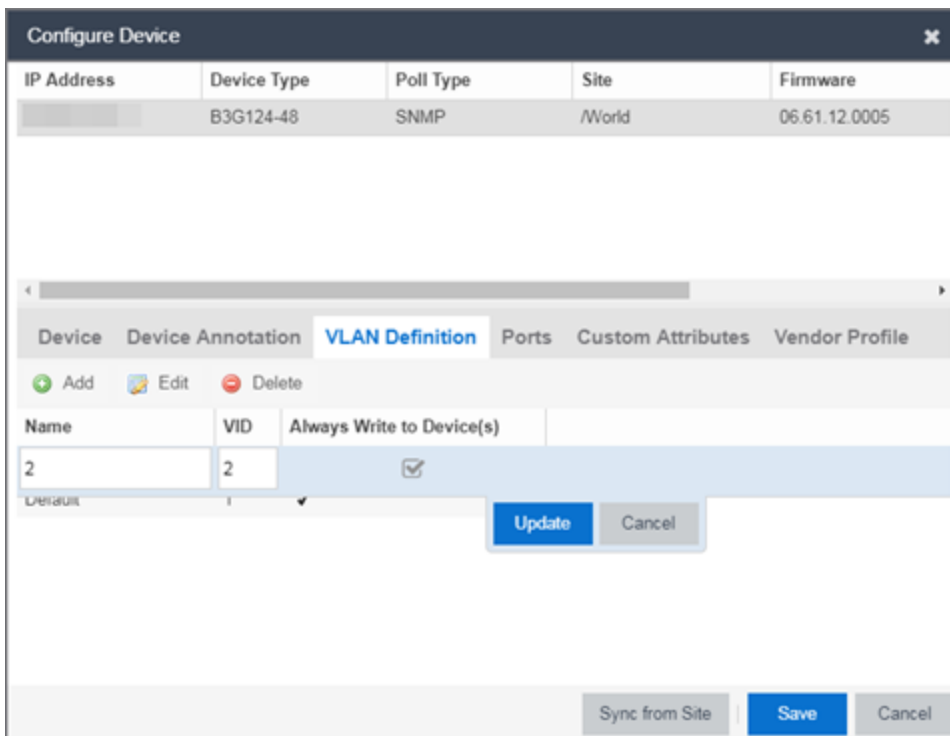 Configure Device
IP Address Device Type Poll Type Site Firmware
B3G124-48 SNMP /World 06.61.12.0005
Device Device Annotation VLAN Definition Ports Custom Attributes Vendor Profile
Add Edit Delete
Name VID Always Write to Device(s)
2 2
Default 1
Update Cancel
Sync from Site Save Cancel